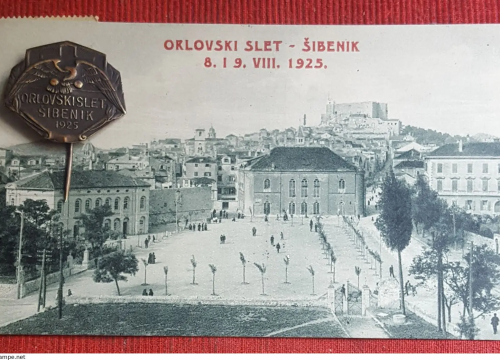 ORLOVSKI SLET - ŠIBENIK
8. I 9. VIII. 1925.
ORLOVSKI SLET
ŠIBENIK
1925